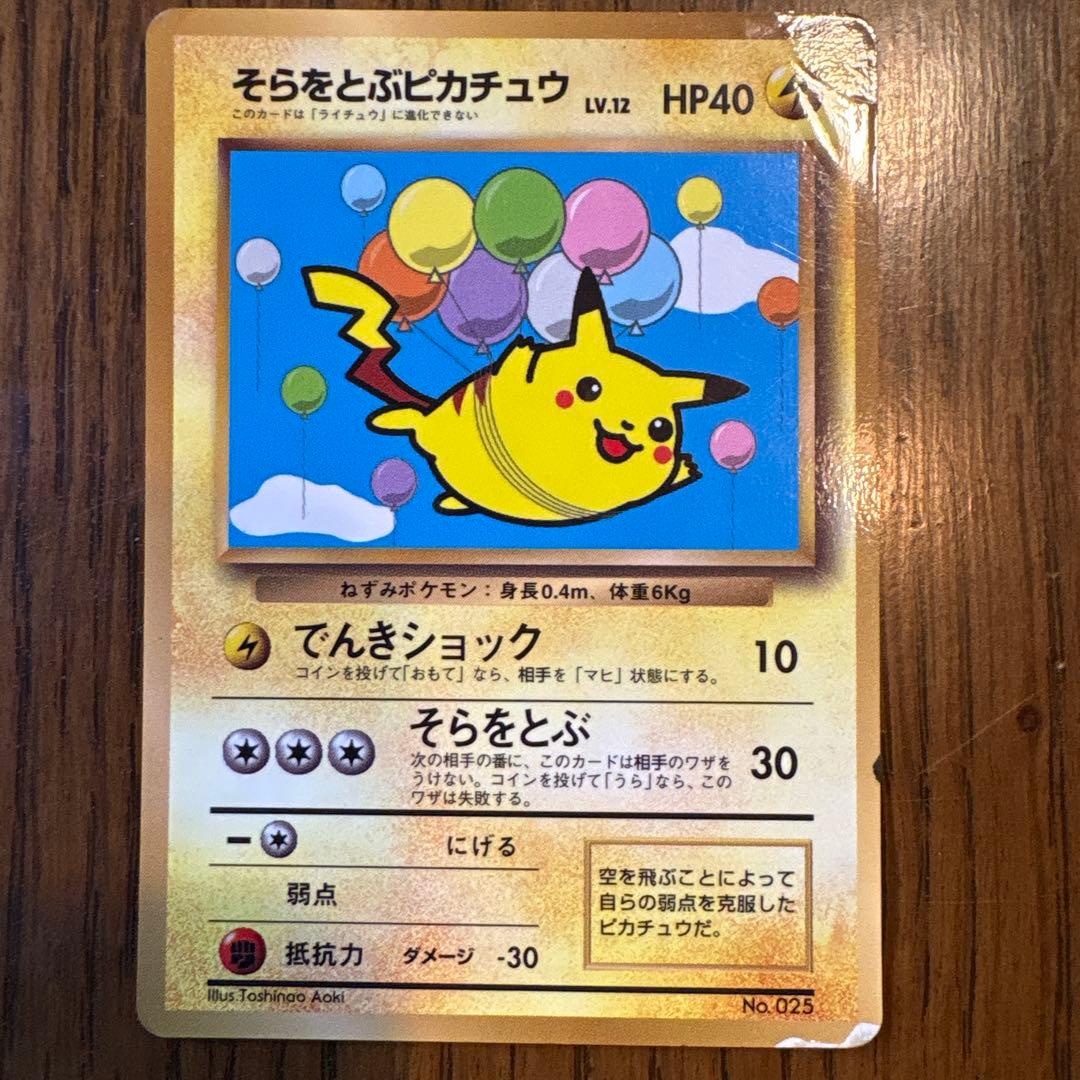 そらをとぶピカチュウ LV.12 HP40
このカードは「ライチュウ」に進化できない
ねずみポケモン：身長0.4m、体重6Kg
でんきショック 10
コインを投げて「おもて」なら、相手を「マヒ」状態にする。
そらをとぶ 30
次の相手の番に、このカードは相手のワザを
うけない。コインを投げて「うら」なら、この
ワザは失敗する。
にげる
弱点
抵抗力 ダメージ -30
空を飛ぶことによって
自らの弱点を克服した
ピカチュウだ。
Illus.Toshinao Aoki
No. 025